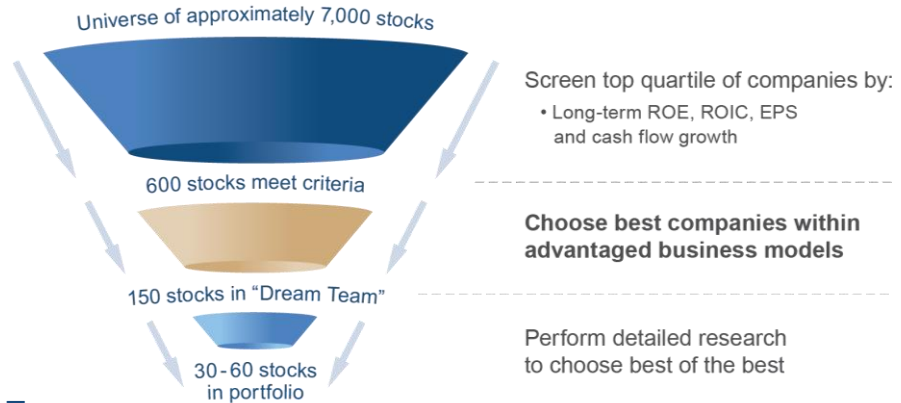 Universe of approximately 7,000 stocks
Screen top quartile of companies by:
• Long-term ROE, ROIC, EPS
and cash flow growth
600 stocks meet criteria
Choose best companies within
advantaged business models
150 stocks in “Dream Team”
Perform detailed research
to choose best of the best
30-60 stocks
in portfolio